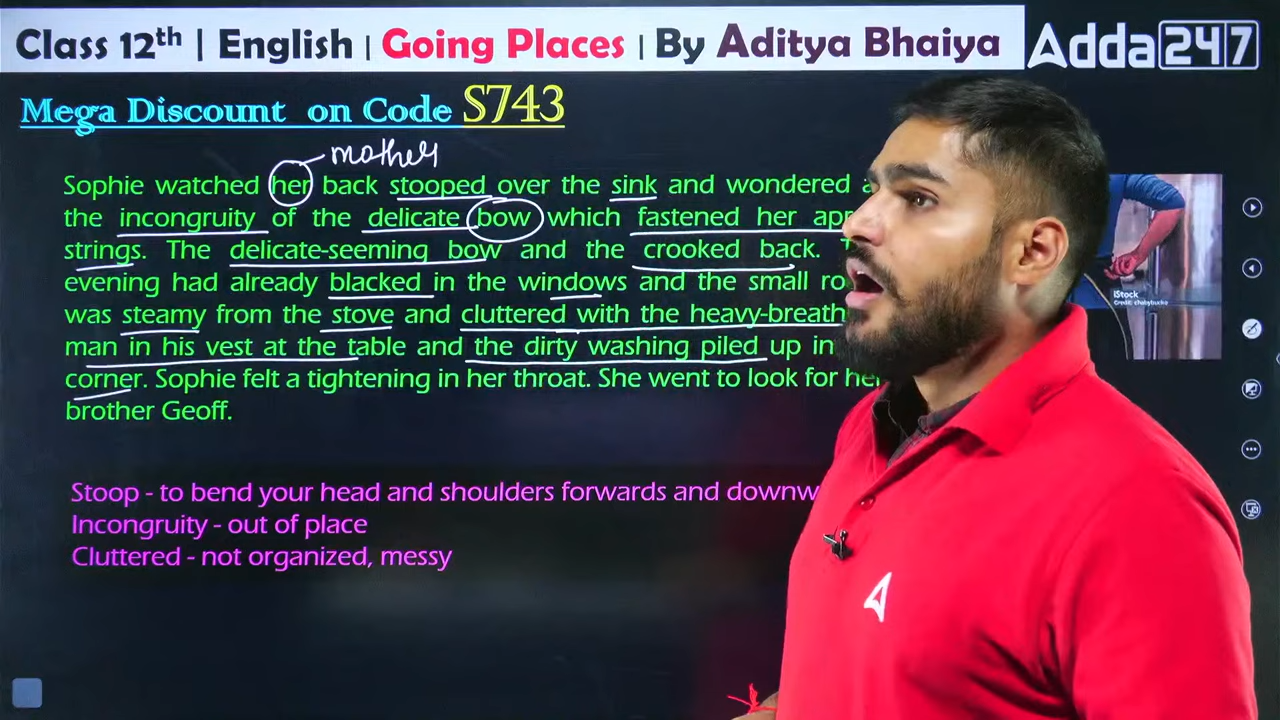 Class 12th | English | Going Places | By Aditya Bhaiya
Adda247
Mega Discount on Code S743
mother
Sophie watched her back stooped over the sink and wondered
the incongruity of the delicate bow which fastened her
strings. The delicate-seeming bow and the crooked back.
evening had already blacked in the windows and the small
was steamy from the stove and cluttered with the
man in his vest at the table and the dirty washing piled up in
corner. Sophie felt a tightening in her throat. She went to look for her
brother Geoff.
iStock
Credit: chabybucko
Stoop - to bend your head and shoulders forwards and
Incongruity - out of place
Cluttered - not organized, messy